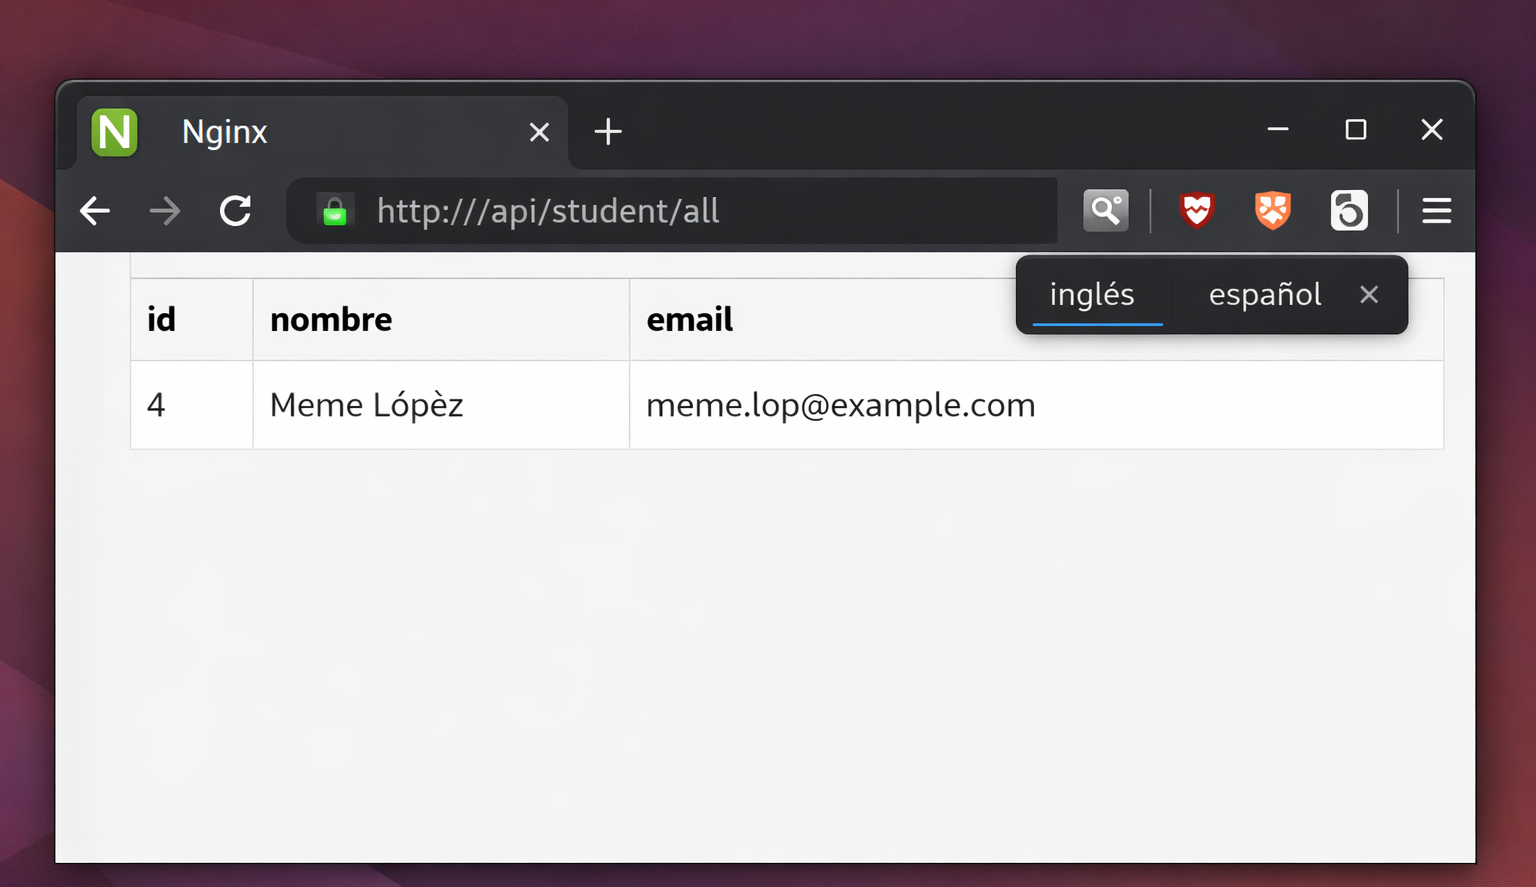 N Nginx
http:///api/student/all
inglés español
id nombre email
4 Meme Lópèz meme.lop@example.com